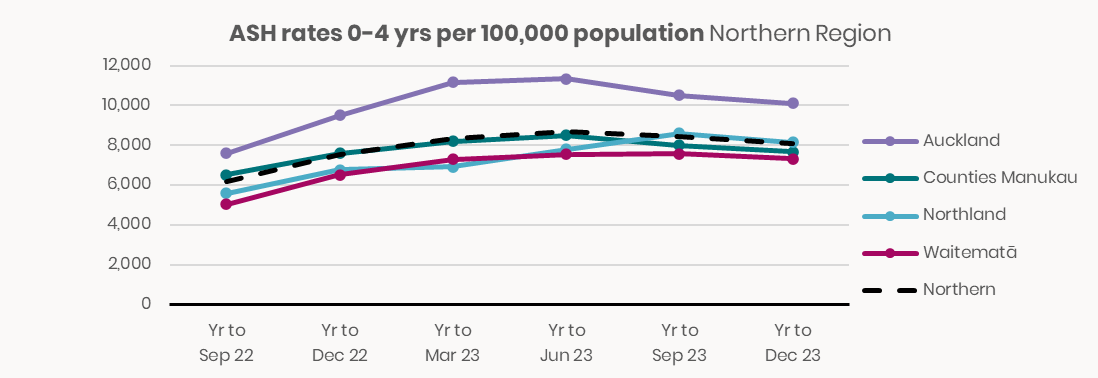 ASH rates 0-4 yrs per 100,000 population Northern Region
12,000
10,000
8,000
6,000
4,000
2,000
0
Yr to
Sep 22
Yr to
Dec 22
Yr to
Mar 23
Yr to
Jun 23
Yr to
Sep 23
Yr to
Dec 23
Auckland
Counties Manukau
Northland
Waitematā
Northern